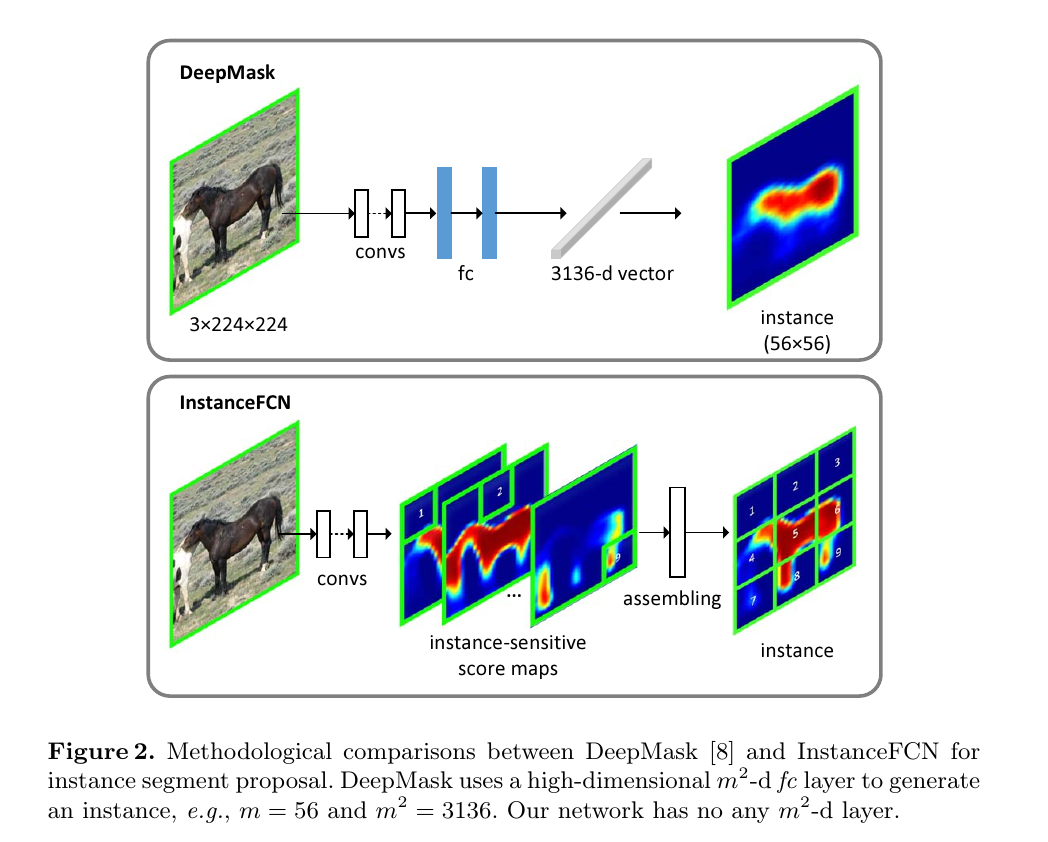 DeepMask
convs
fc
3136-d vector
3×224×224
instance
(56×56)
InstanceFCN
1
2
9
...
convs
instance-sensitive
score maps
assembling
1
2
3
4
5
6
7
8
9
instance
Figure 2. Methodological comparisons between DeepMask [8] and InstanceFCN for
instance segment proposal. DeepMask uses a high-dimensional m²-d fc layer to generate
an instance, e.g., m = 56 and m² = 3136. Our network has no any m²-d layer.